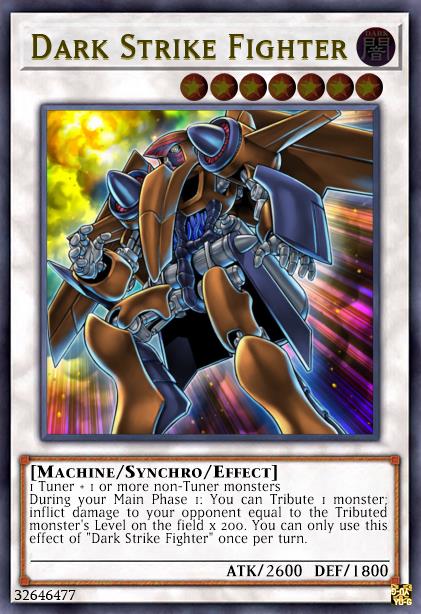 DARK STRIKE FIGHTER
DARK
闇
[MACHINE/SYNCHRO/EFFECT]
1 Tuner + 1 or more non-Tuner monsters
During your Main Phase 1: You can Tribute 1 monster;
inflict damage to your opponent equal to the Tributed
monster's Level on the field x 200. You can only use this
effect of "Dark Strike Fighter" once per turn.
ATK/2600 DEF/1800
32646477